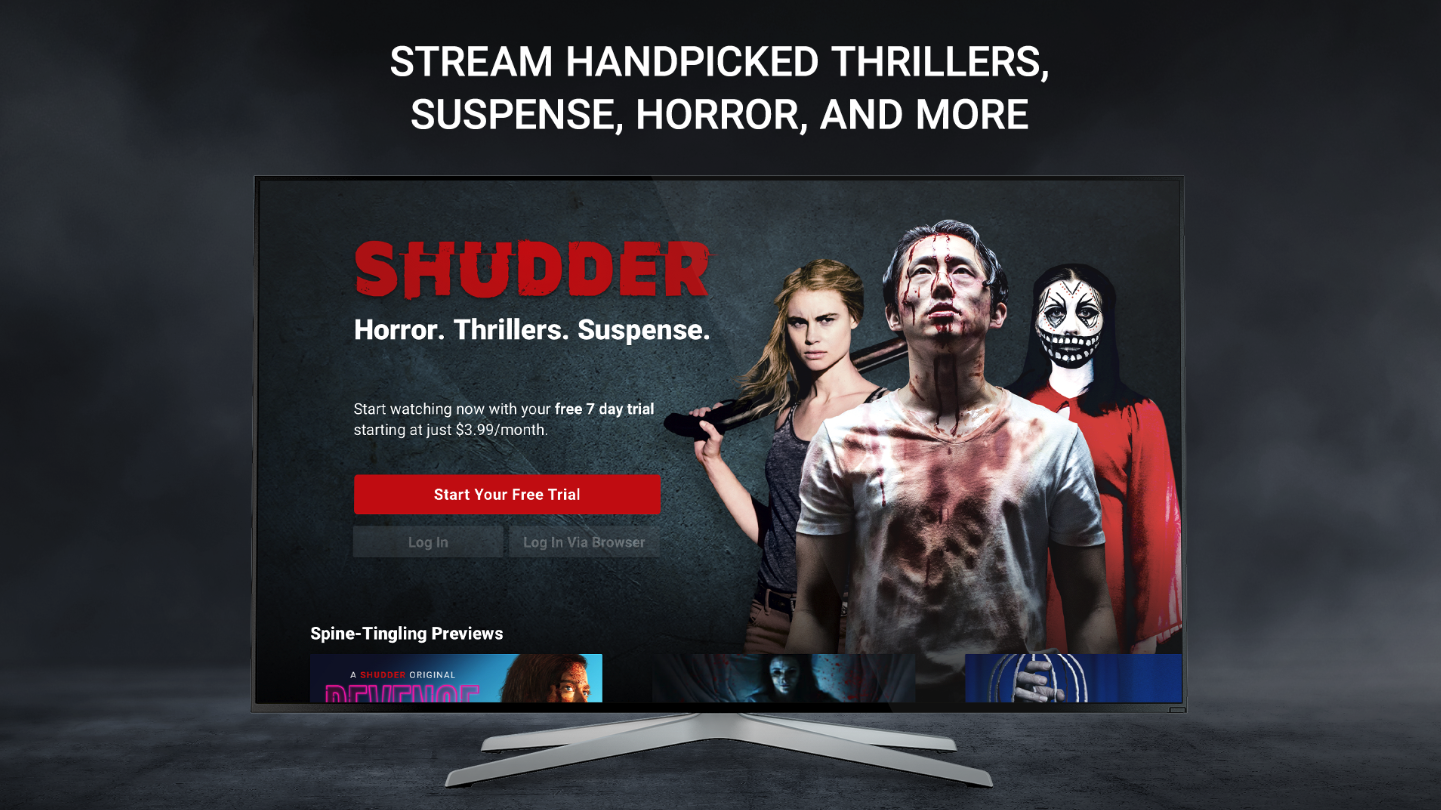 STREAM HANDPICKED THRILLERS,
SUSPENSE, HORROR, AND MORE
SHUDDER
Horror. Thrillers. Suspense.
Start watching now with your free 7 day trial
starting at just $3.99/month.
Start Your Free Trial
Log In
Log In Via Browser
Spine-Tingling Previews
A SHUDDER ORIGINAL
REVENGE